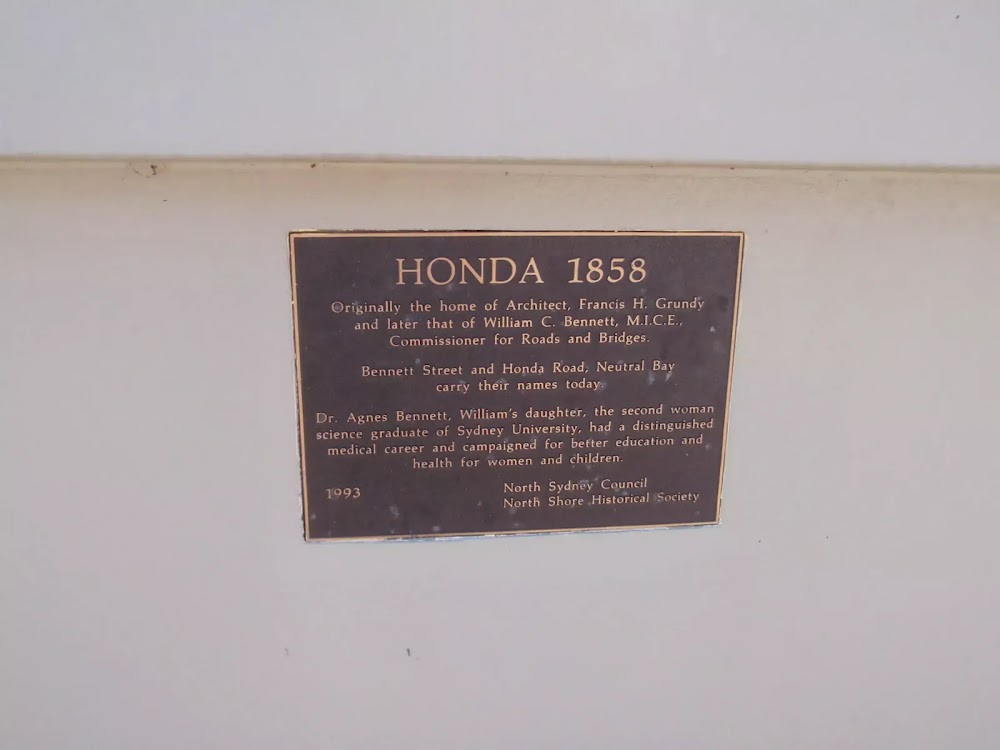 HONDA 1858
Originally the home of Architect, Francis H. Grundy
and later that of William C. Bennett, M.I.C.E.,
Commissioner for Roads and Bridges.
Bennett Street and Honda Road, Neutral Bay
carry their names today.
Dr. Agnes Bennett, William's daughter, the second woman
science graduate of Sydney University, had a distinguished
medical career and campaigned for better education and
health for women and children.
1993
North Sydney Council
North Shore Historical Society